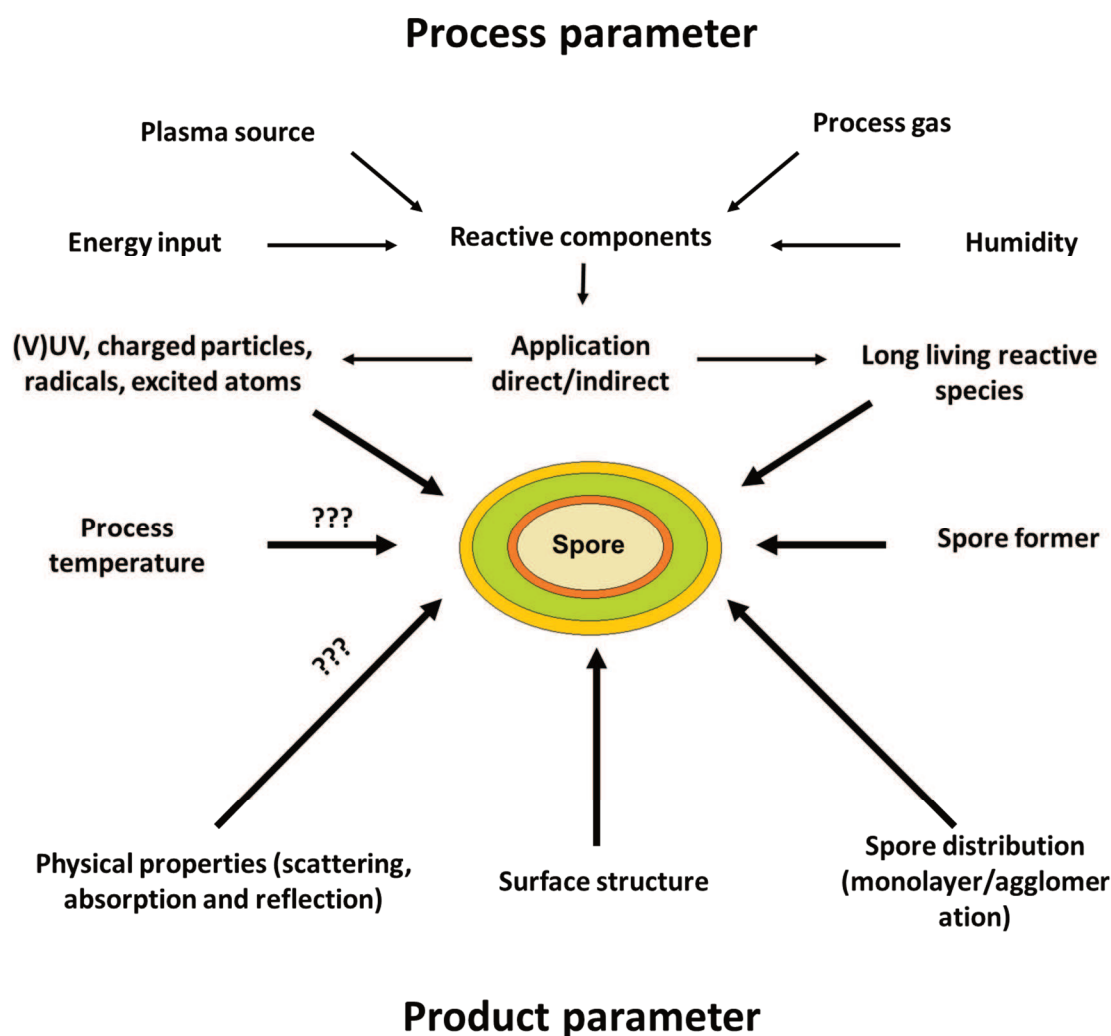 Process parameter
Plasma source
Process gas
Energy input
Reactive components
Humidity
(V)UV, charged particles,
radicals, excited atoms
Application
direct/indirect
Long living reactive
species
Process
temperature
???
Spore
Spore former
???
Physical properties (scattering,
absorption and reflection)
Surface structure
Spore distribution
(monolayer/agglomer
ation)
Product parameter